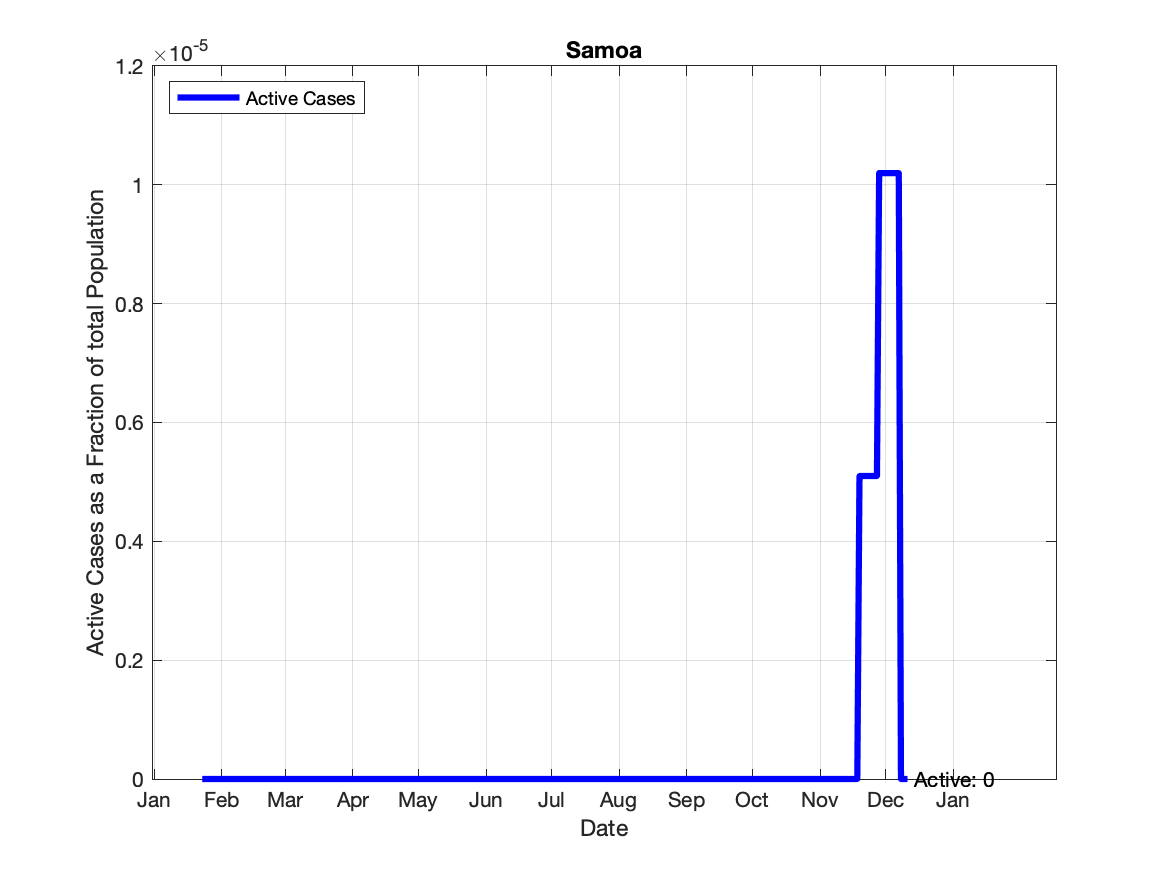 Samoa
×10-5
Active Cases
1.2
1
0.8
0.6
0.4
0.2
0
Active Cases as a Fraction of total Population
Active: 0
Jan Feb Mar Apr May Jun Jul Aug Sep Oct Nov Dec Jan
Date